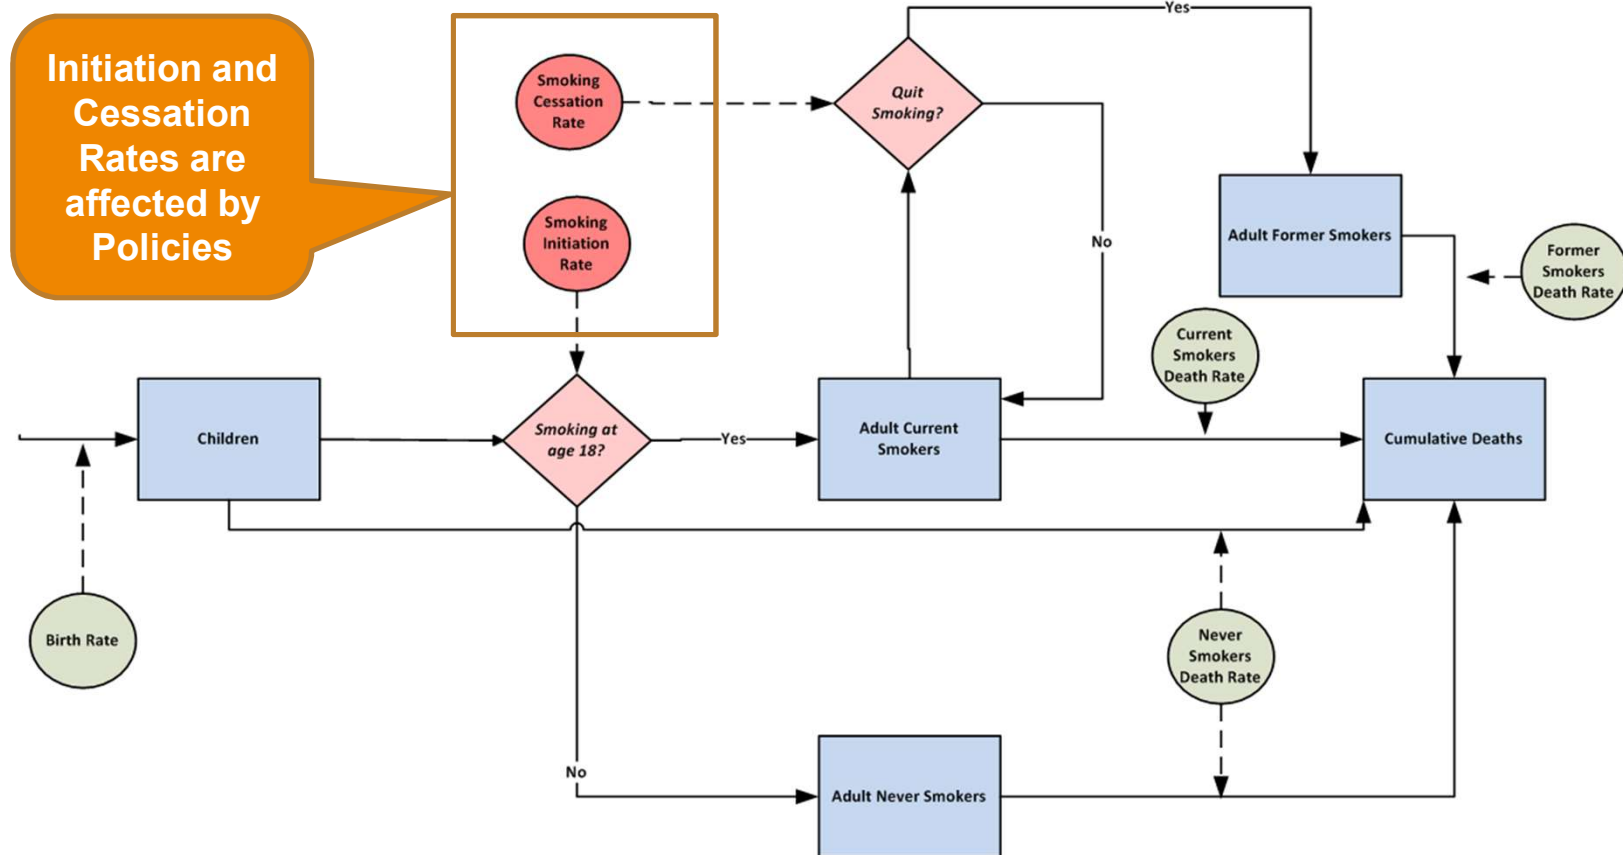 Initiation and
Cessation
Rates are
affected by
Policies
Smoking
Cessation
Rate
Smoking
Initiation
Rate
Yes
Quit
Smoking?
No
Adult Former Smokers
Former
Smokers
Death Rate
Current
Smokers
Death Rate
Children
Smoking at
age 18?
Yes
Adult Current
Smokers
Cumulative Deaths
Birth Rate
Never
Smokers
Death Rate
No
Adult Never Smokers